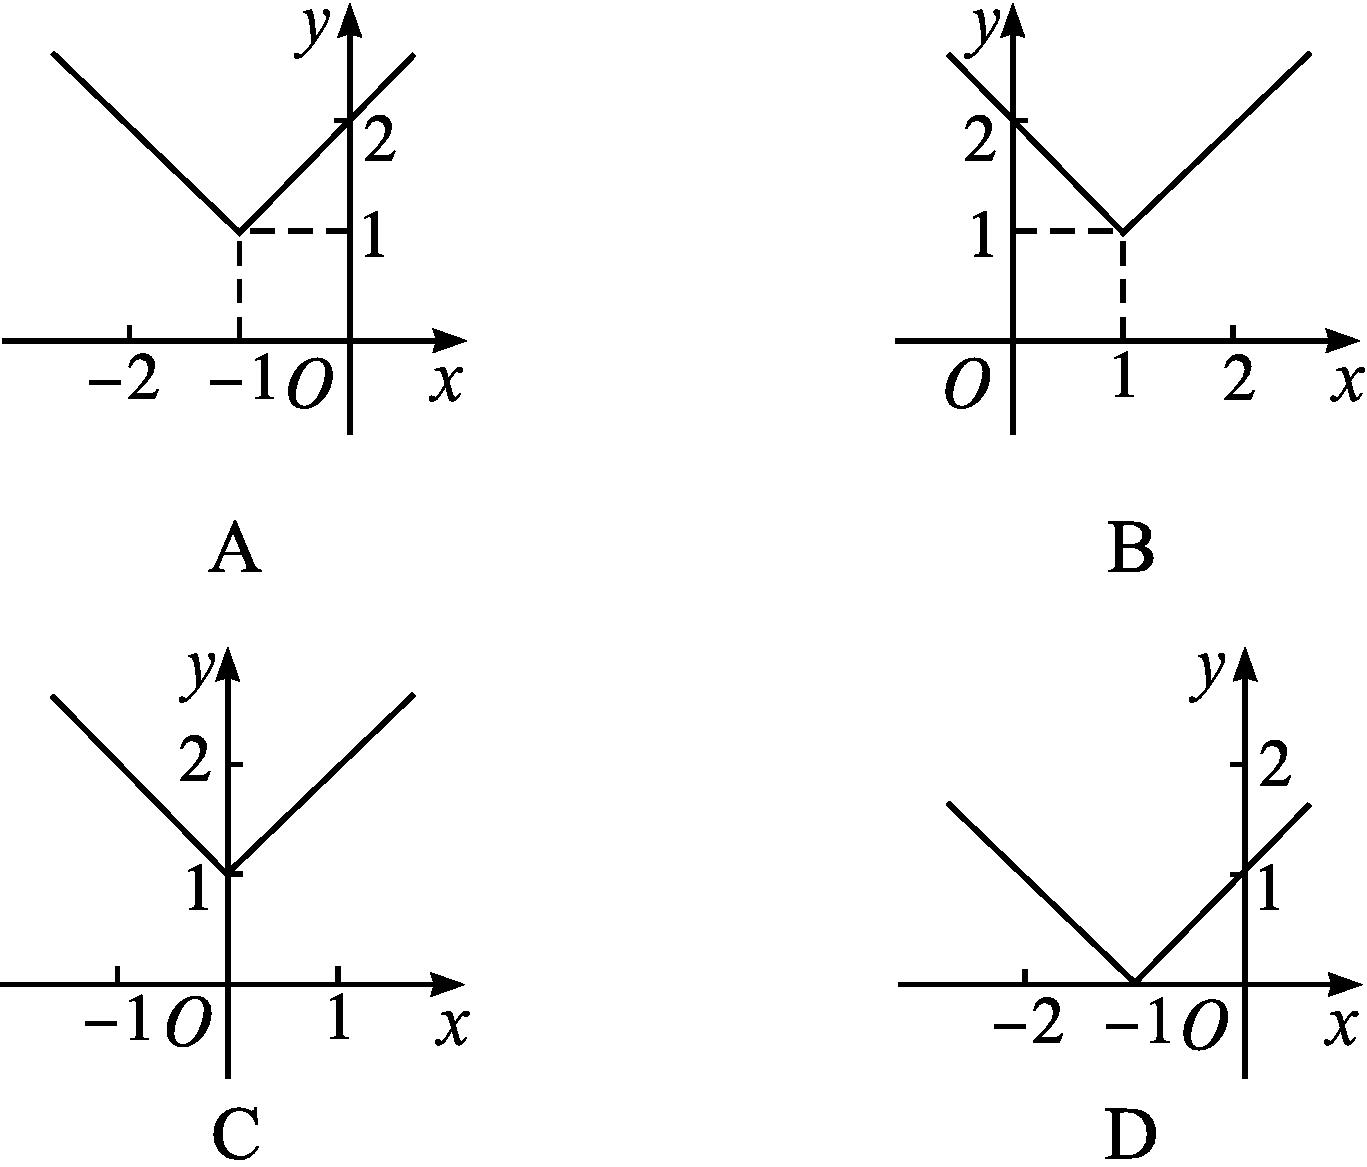 y y
2 2
1 1
-2 -1 O x O 1 2 x
A B
y y
2 2
1 1
-1 O 1 x -2 -1 O x
C D